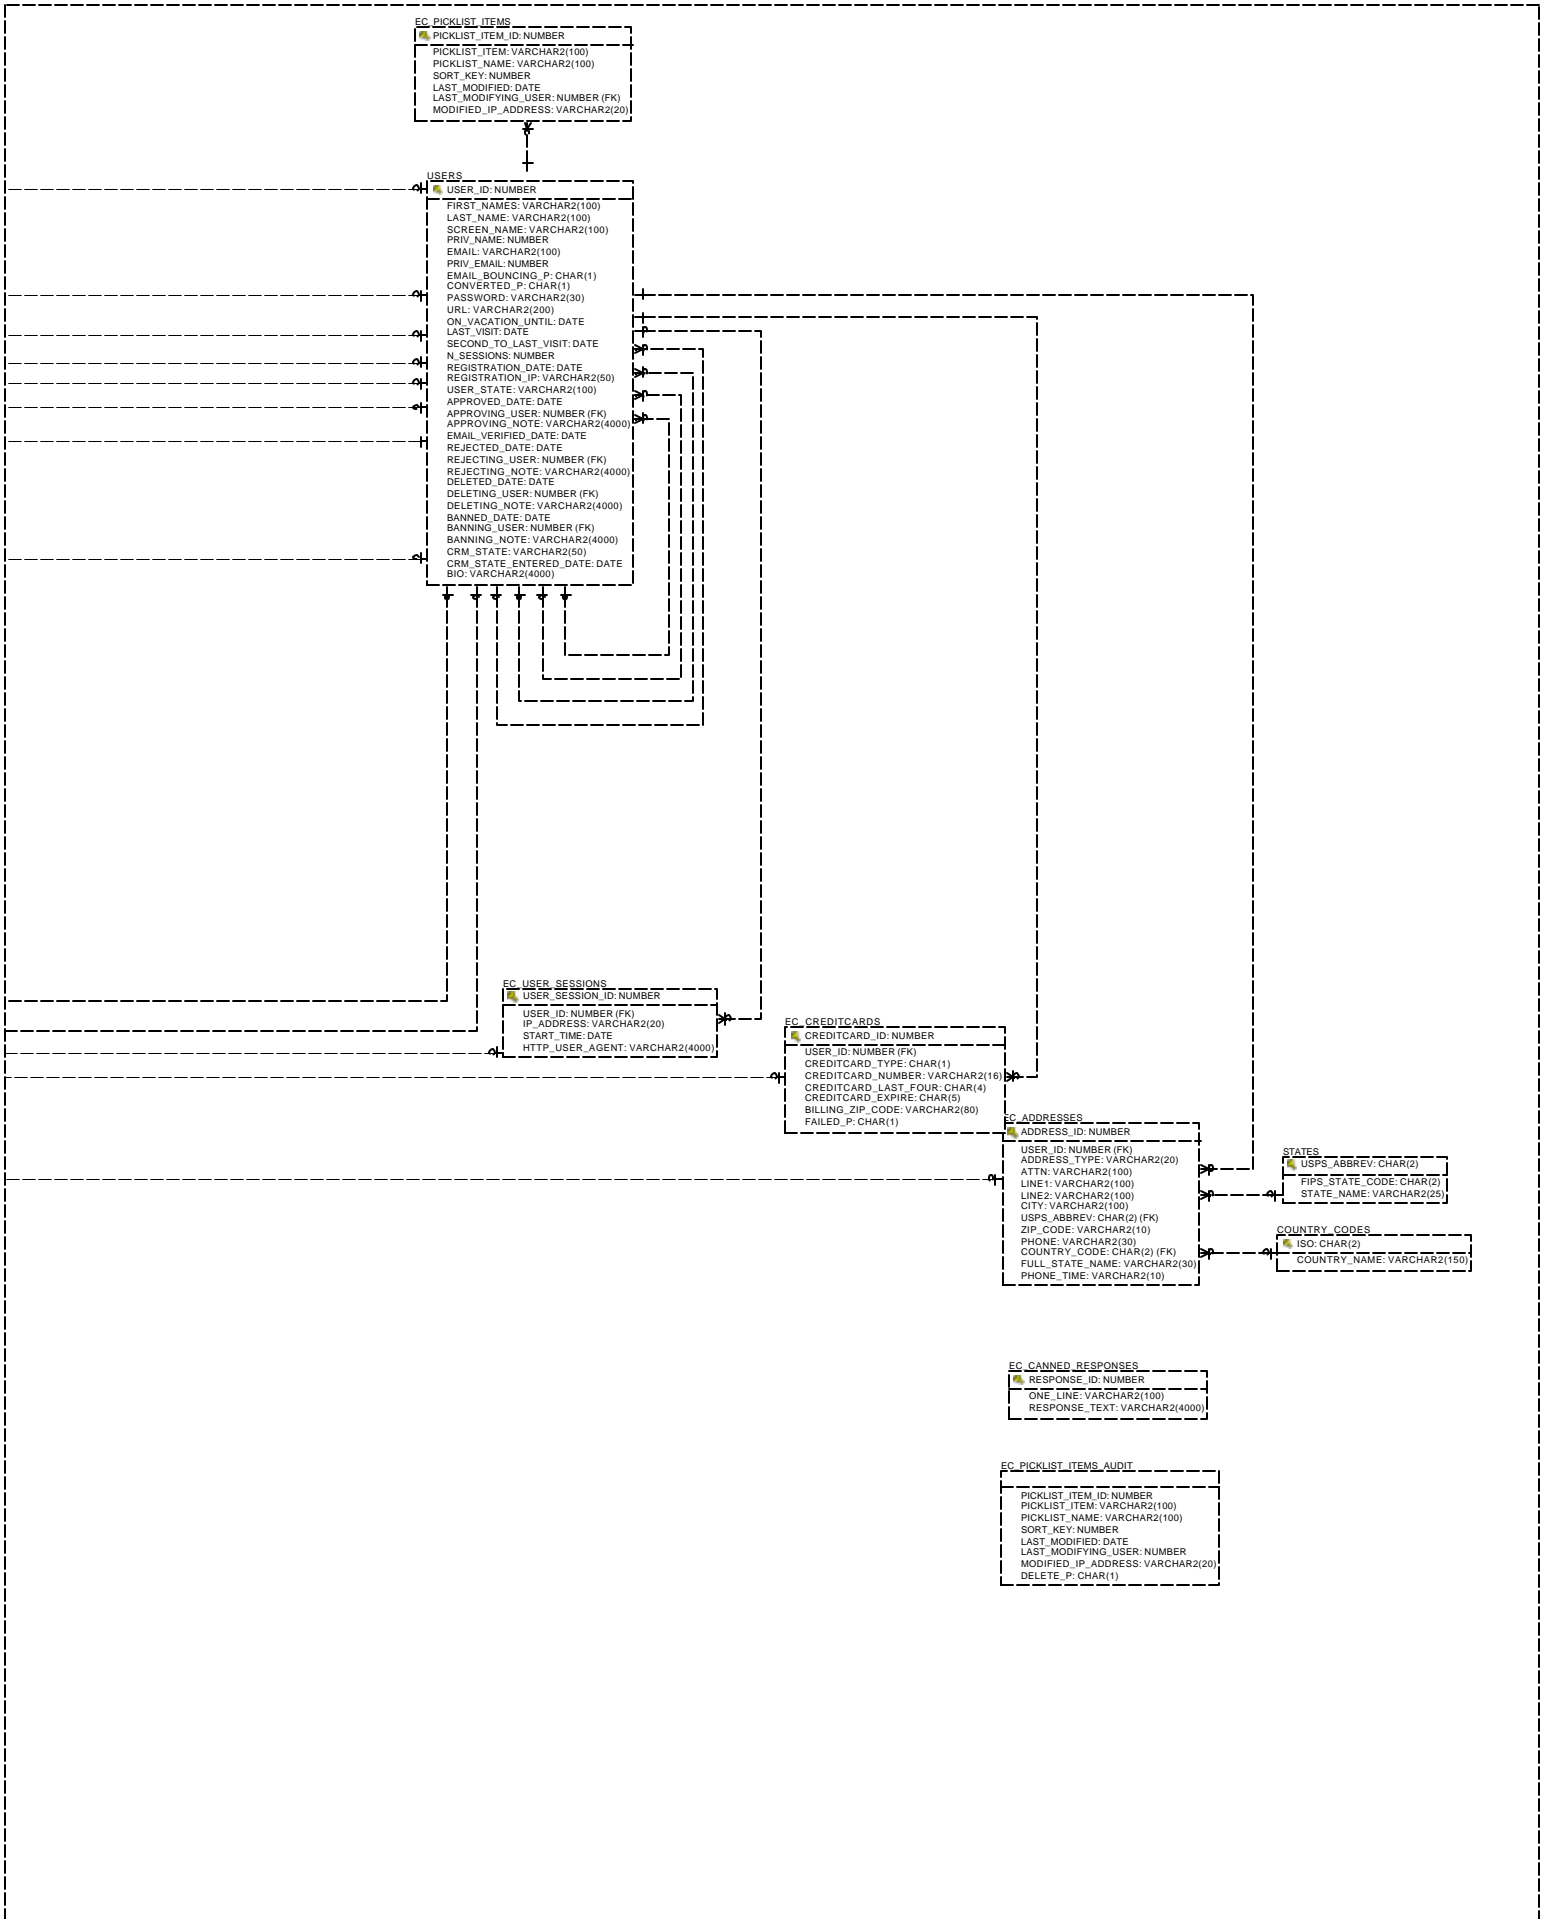 EC_PICKLIST_ITEMS
PICKLIST_ITEM_ID: NUMBER
PICKLIST_ITEM: VARCHAR2(100)
PICKLIST_NAME: VARCHAR2(100)
SORT_KEY: NUMBER
LAST_MODIFIED: DATE
LAST_MODIFYING_USER: NUMBER (FK)
MODIFIED_IP_ADDRESS: VARCHAR2(20)
USERS
USER_ID: NUMBER
FIRST_NAMES: VARCHAR2(100)
LAST_NAME: VARCHAR2(100)
SCREEN_NAME: VARCHAR2(100)
PRIV_NAME: NUMBER
EMAIL: VARCHAR2(100)
PRIV_EMAIL: NUMBER
EMAIL_BOUNCING_P: CHAR(1)
CONVERTED_P: CHAR(1)
PASSWORD: VARCHAR2(30)
URL: VARCHAR2(200)
ON_VACATION_UNTIL: DATE
LAST_VISIT: DATE
SECOND_TO_LAST_VISIT: DATE
N_SESSIONS: NUMBER
REGISTRATION_DATE: DATE
REGISTRATION_IP: VARCHAR2(50)
USER_STATE: VARCHAR2(100)
APPROVED_DATE: DATE
APPROVING_USER: NUMBER (FK)
APPROVING_NOTE: VARCHAR2(4000)
EMAIL_VERIFIED_DATE: DATE
REJECTED_DATE: DATE
REJECTING_USER: NUMBER (FK)
REJECTING_NOTE: VARCHAR2(4000)
DELETED_DATE: DATE
DELETING_USER: NUMBER (FK)
DELETING_NOTE: VARCHAR2(4000)
BANNED_DATE: DATE
BANNING_USER: NUMBER (FK)
BANNING_NOTE: VARCHAR2(4000)
CRM_STATE: VARCHAR2(50)
CRM_STATE_ENTERED_DATE: DATE
BIO: VARCHAR2(4000)
EC_USER_SESSIONS
USER_SESSION_ID: NUMBER
USER_ID: NUMBER (FK)
IP_ADDRESS: VARCHAR2(20)
START_TIME: DATE
HTTP_USER_AGENT: VARCHAR2(4000)
EC_CREDITCARDS
CREDITCARD_ID: NUMBER
USER_ID: NUMBER (FK)
CREDITCARD_TYPE: CHAR(1)
CREDITCARD_NUMBER: VARCHAR2(16)
CREDITCARD_LAST_FOUR: CHAR(4)
CREDITCARD_EXPIRE: CHAR(5)
BILLING_ZIP_CODE: VARCHAR2(80)
FAILED_P: CHAR(1)
EC_ADDRESSES
ADDRESS_ID: NUMBER
USER_ID: NUMBER (FK)
ADDRESS_TYPE: VARCHAR2(20)
ATTN: VARCHAR2(100)
LINE1: VARCHAR2(100)
LINE2: VARCHAR2(100)
CITY: VARCHAR2(100)
USPS_ABBREV: CHAR(2) (FK)
ZIP_CODE: VARCHAR2(10)
PHONE: VARCHAR2(30)
COUNTRY_CODE: CHAR(2) (FK)
FULL_STATE_NAME: VARCHAR2(30)
PHONE_TIME: VARCHAR2(10)
STATES
USPS_ABBREV: CHAR(2)
FIPS_STATE_CODE: CHAR(2)
STATE_NAME: VARCHAR2(25)
COUNTRY_CODES
ISO: CHAR(2)
COUNTRY_NAME: VARCHAR2(150)
EC_CANNED_RESPONSES
RESPONSE_ID: NUMBER
ONE_LINE: VARCHAR2(100)
RESPONSE_TEXT: VARCHAR2(4000)
EC_PICKLIST_ITEMS_AUDIT
PICKLIST_ITEM_ID: NUMBER
PICKLIST_ITEM: VARCHAR2(100)
PICKLIST_NAME: VARCHAR2(100)
SORT_KEY: NUMBER
LAST_MODIFIED: DATE
LAST_MODIFYING_USER: NUMBER
MODIFIED_IP_ADDRESS: VARCHAR2(20)
DELETE_P: CHAR(1)